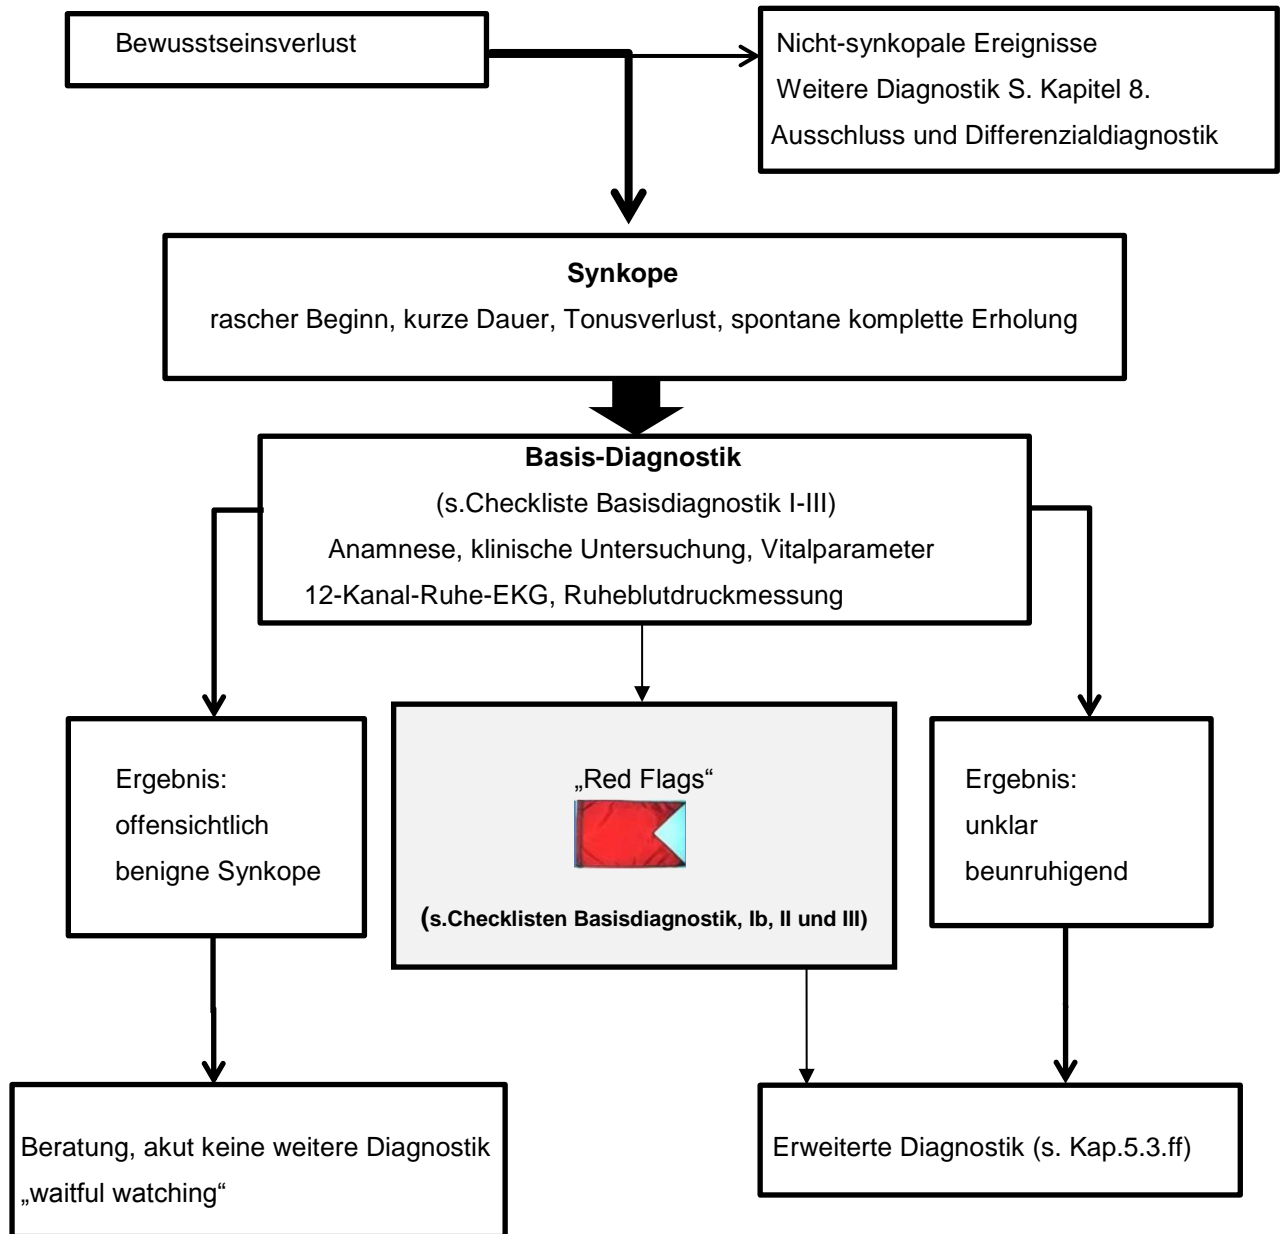 Bewusstseinsverlust
Nicht-synkopale Ereignisse
Weitere Diagnostik S. Kapitel 8.
Ausschluss und Differenzialdiagnostik
Synkope
rascher Beginn, kurze Dauer, Tonusverlust, spontane komplette Erholung
Basis-Diagnostik
(s.Checkliste Basisdiagnostik I-III)
Anamnese, klinische Untersuchung, Vitalparameter
12-Kanal-Ruhe-EKG, Ruheblutdruckmessung
Ergebnis:
offensichtlich
benigne Synkope
„Red Flags“
(s.Checklisten Basisdiagnostik, Ib, II und III)
Ergebnis:
unklar
beunruhigend
Beratung, akut keine weitere Diagnostik
„waitful watching“
Erweiterte Diagnostik (s. Kap.5.3.ff)